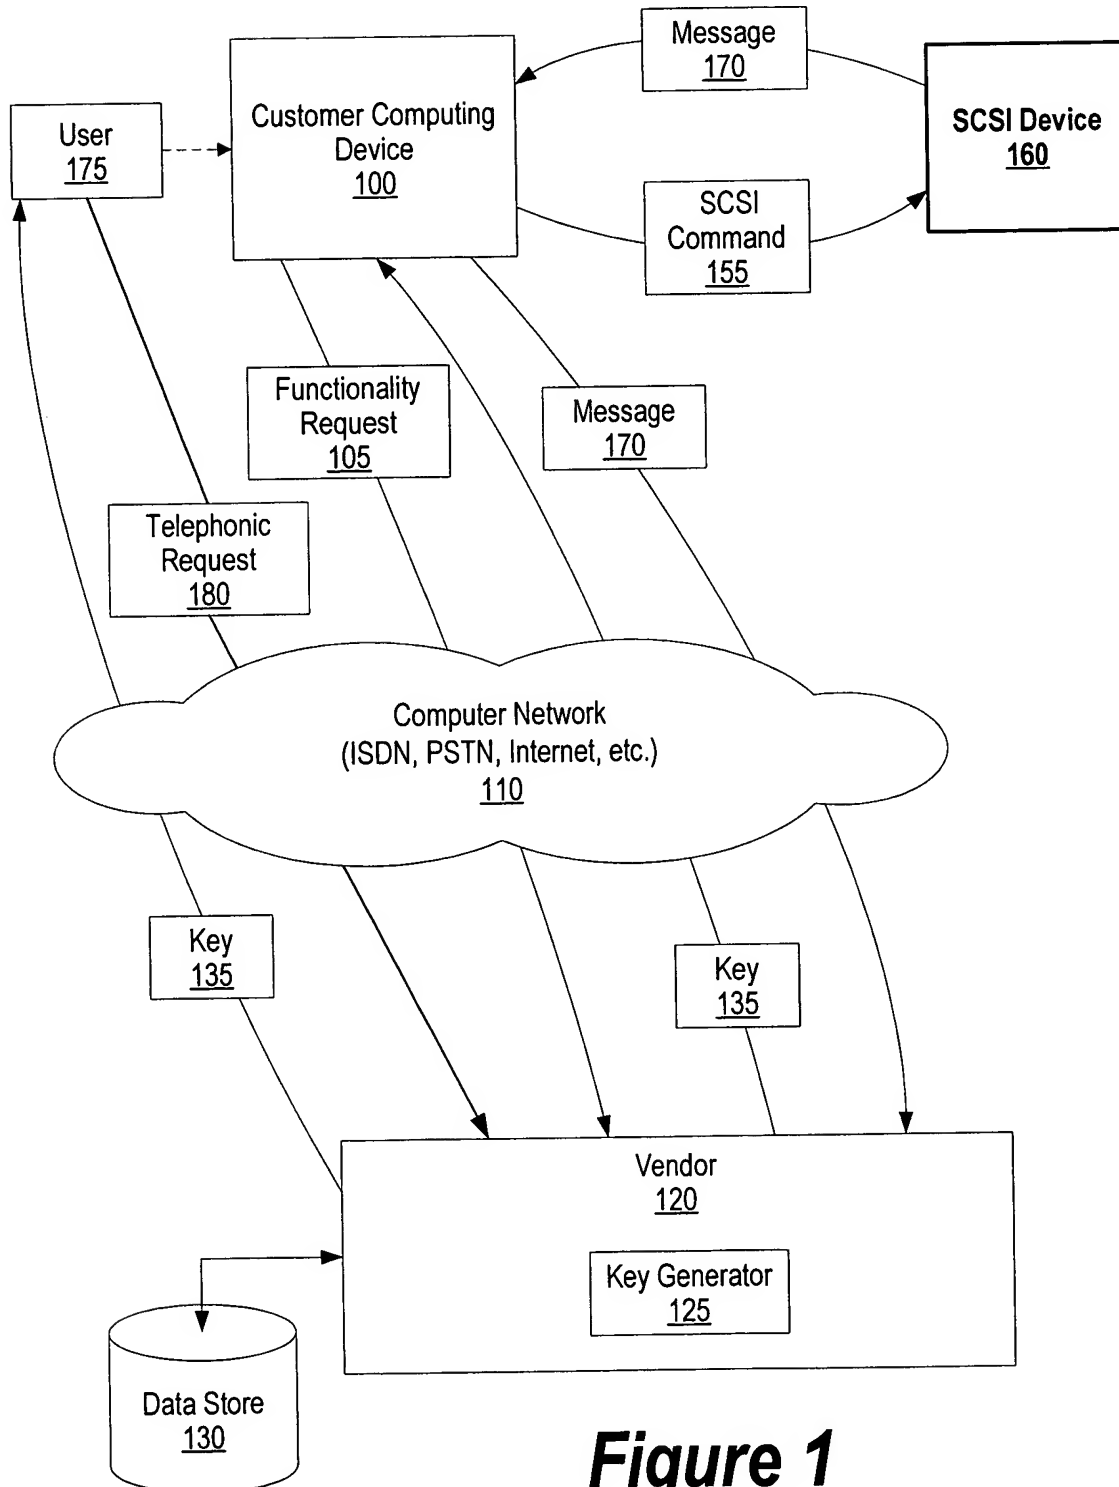 Message
170
SCSI Device
160
Customer Computing
Device
100
User
175
SCSI
Command
155
Functionality
Request
105
Message
170
Telephonic
Request
180
Computer Network
(ISDN, PSTN, Internet, etc.)
110
Key
135
Key
135
Vendor
120
Key Generator
125
Data Store
130
Figure 1